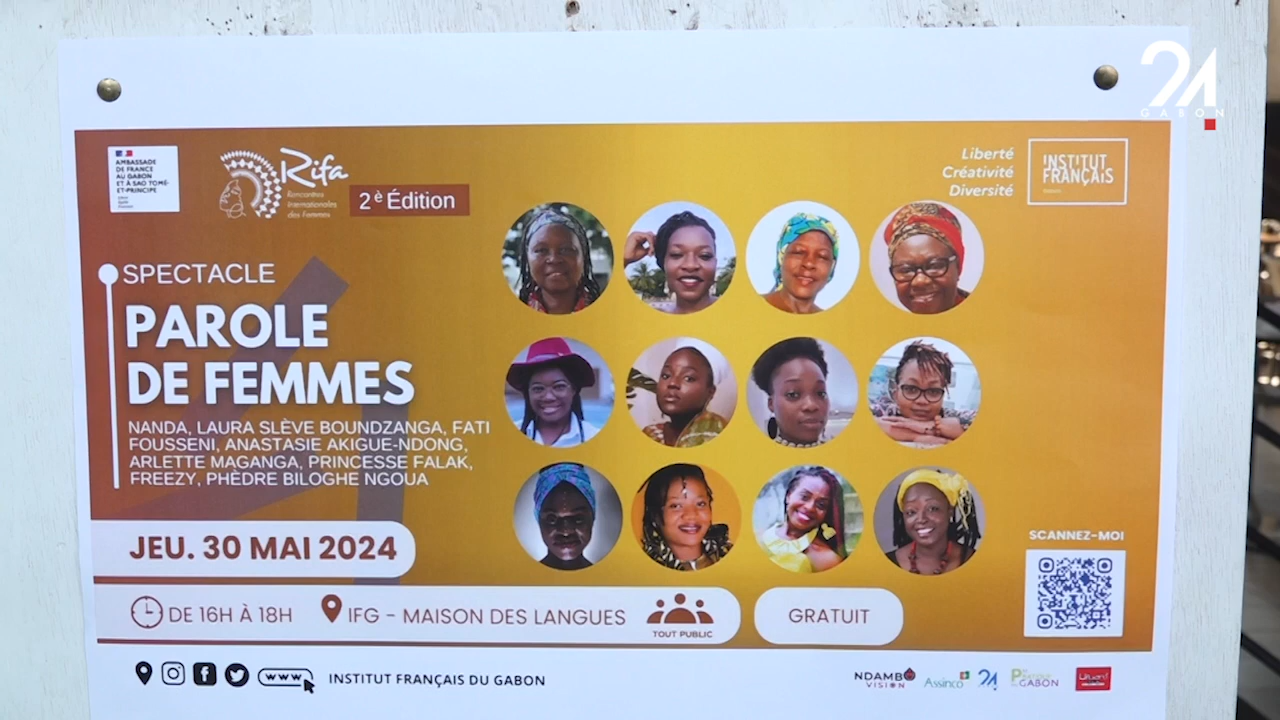 24
GABON
AMBASSADE
DE FRANCE
AU GABON
ET À SAO TOMÉ-
ET-PRINCIPE
Rifa
Rencontres
Internationales
des Femmes
2è Édition
Liberté
Créativité
Diversité
INSTITUT
FRANÇAIS
SPECTACLE
PAROLE
DE FEMMES
NANDA, LAURA SLÈVE BOUNDZANGA, FATI
FOUSSENI, ANASTASIE AKIGUE-NDONG,
ARLETTE MAGANGA, PRINCESSE FALAK,
FREEZY, PHÈDRE BILOGHE NGOUA
JEU. 30 MAI 2024
SCANNEZ-MOI
DE 16H À 18H
IFG - MAISON DES LANGUES
TOUT PUBLIC
GRATUIT
www
INSTITUT FRANÇAIS DU GABON
NDAMBO
VISION
Assinco
24
GABON